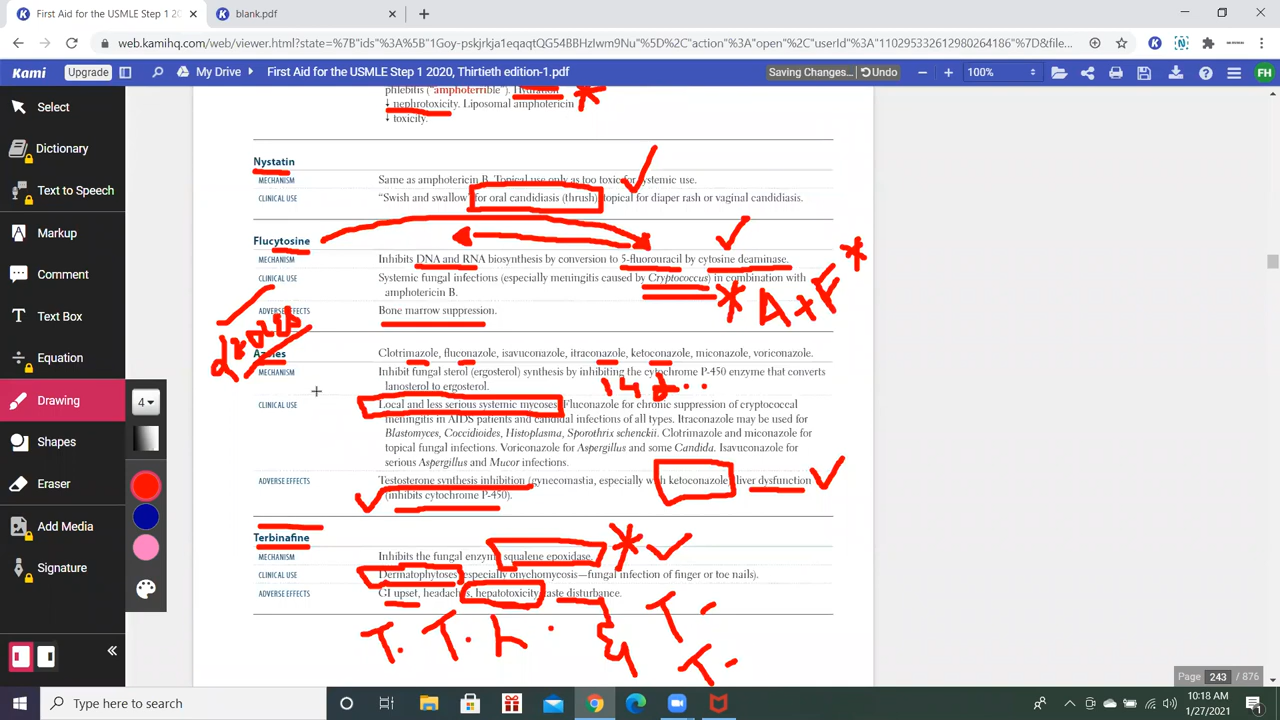 First Aid for the USMLE Step 1 2020 ×
blank.pdf ×
web.kamihq.com/web/viewer.html?state=%7B"ids"%3A%5B"1Goy-pskjrkja1eqaqtQG54BBHzlwm9Nu"%5D%2C"action"%3A"open"%2C"userId"%3A"110295332612980264186"%7D&file...
Kami Upgrade My Drive First Aid for the USMLE Step 1 2020, Thirtieth edition-1.pdf Saving Changes... Undo 100% FH
Select
Dictionary
Text to Speech
Markup
Comment
Text Box
Equation
Drawing
4
Shapes
Eraser
Add Media
Signature
phlebitis ("amphoterrible"). Hydration
↓ nephrotoxicity. Liposomal amphotericin
↓ toxicity.
Nystatin
MECHANISM Same as amphotericin B. Topical use only as too toxic for systemic use.
CLINICAL USE "Swish and swallow" for oral candidiasis (thrush); topical for diaper rash or vaginal candidiasis.
Flucytosine
MECHANISM Inhibits DNA and RNA biosynthesis by conversion to 5-fluorouracil by cytosine deaminase.
CLINICAL USE Systemic fungal infections (especially meningitis caused by Cryptococcus) in combination with
amphotericin B.
A + F
ADVERSE EFFECTS Bone marrow suppression.
Azoles Clotrimazole, fluconazole, isavuconazole, itraconazole, ketoconazole, miconazole, voriconazole.
MECHANISM Inhibit fungal sterol (ergosterol) synthesis by inhibiting the cytochrome P-450 enzyme that converts
lanosterol to ergosterol.
14 α ..
CLINICAL USE Local and less serious systemic mycoses. Fluconazole for chronic suppression of cryptococcal
meningitis in AIDS patients and candidal infections of all types. Itraconazole may be used for
Blastomyces, Coccidioides, Histoplasma, Sporothrix schenckii. Clotrimazole and miconazole for
topical fungal infections. Voriconazole for Aspergillus and some Candida. Isavuconazole for
serious Aspergillus and Mucor infections.
ADVERSE EFFECTS Testosterone synthesis inhibition (gynecomastia, especially with ketoconazole), liver dysfunction
(inhibits cytochrome P-450).
Terbinafine
MECHANISM Inhibits the fungal enzyme squalene epoxidase.
CLINICAL USE Dermatophytoses (especially onychomycosis—fungal infection of finger or toe nails).
ADVERSE EFFECTS GI upset, headaches, hepatotoxicity, taste disturbance.
T. T.
T
T
Page 243 / 876
Type here to search
10:18 AM
1/27/2021